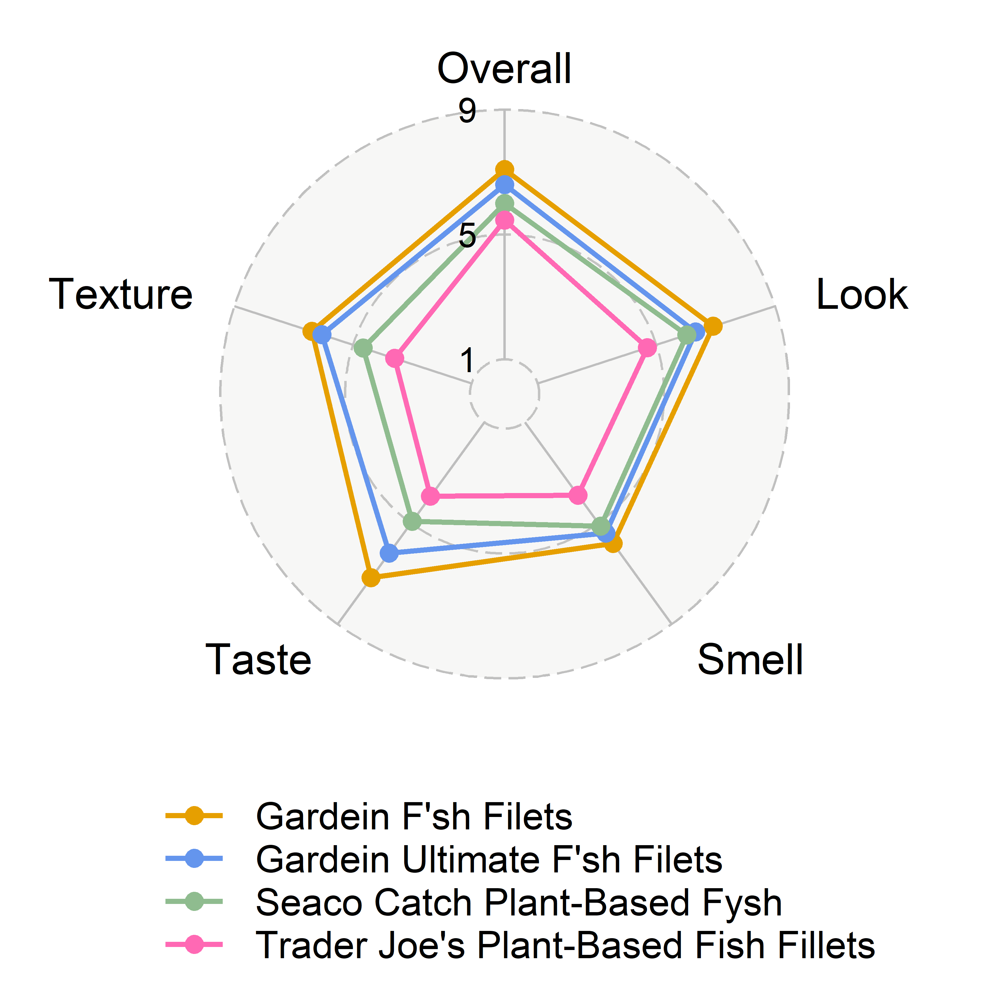 Overall
9
5
1
Texture
Look
Taste
Smell
Gardein F'sh Filets
Gardein Ultimate F'sh Filets
Seaco Catch Plant-Based Fysh
Trader Joe's Plant-Based Fish Fillets